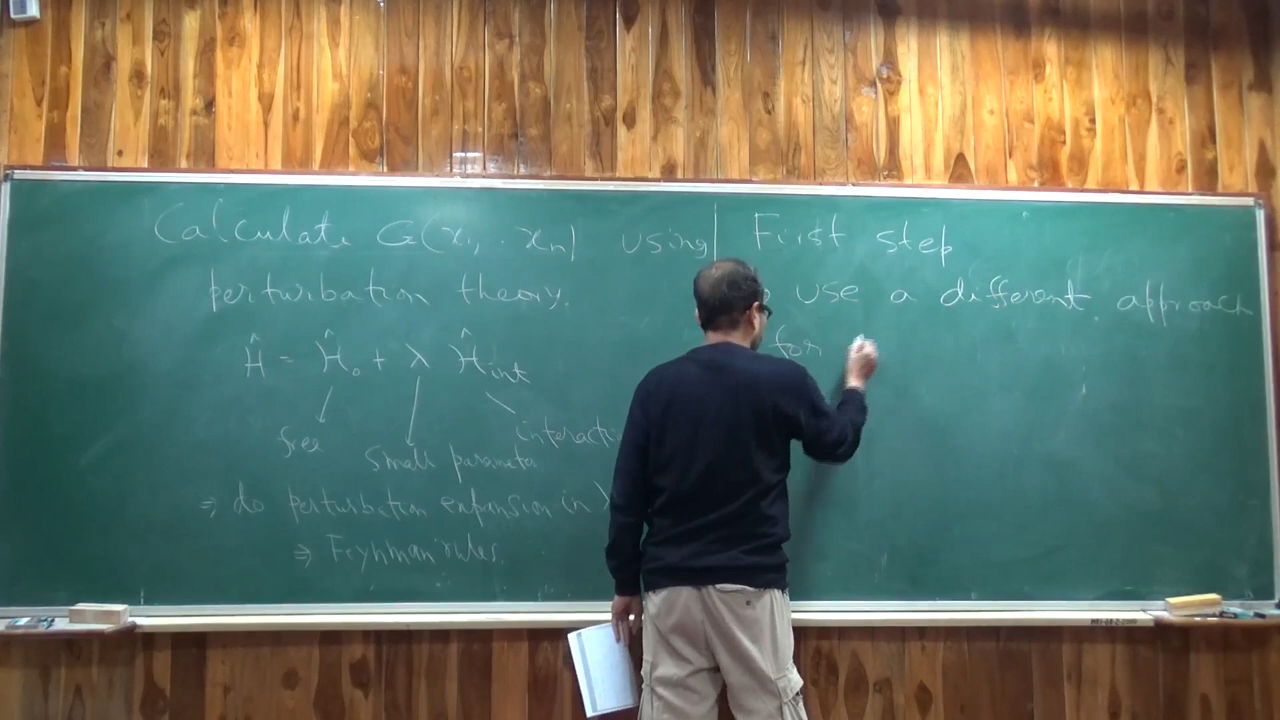 Calculate G(x₁, . xₙ) using
perturbation theory.
Ĥ = Ĥ₀ + λ Ĥint
free
small parameter
⇒ do perturbation expansion in λ
⇒ Feynman rules.
First step
use a different approach
for